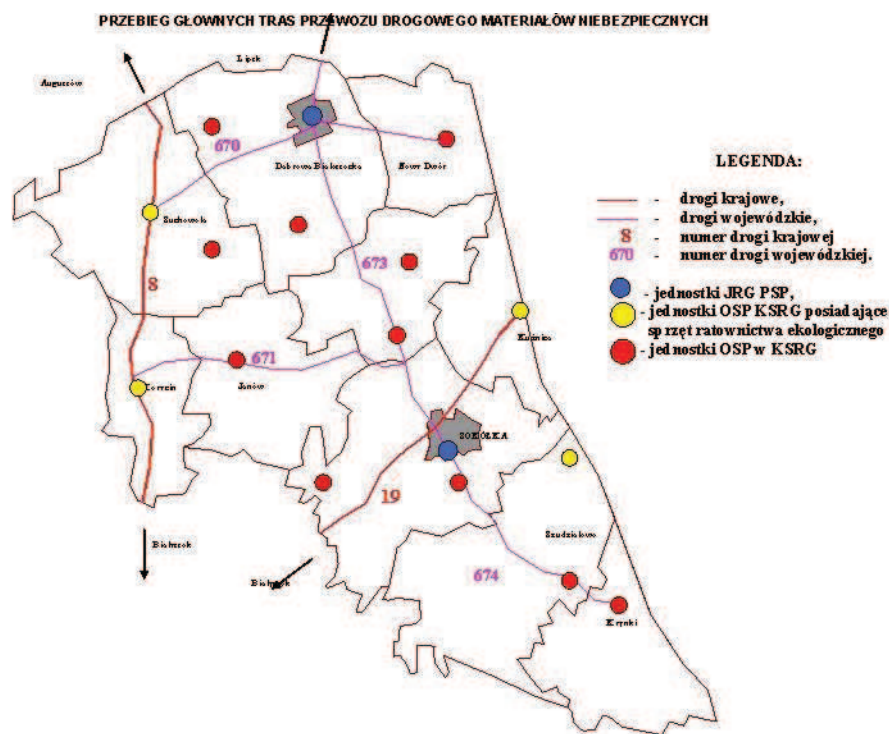 PRZEBIEG GŁOWNYCH TRAS PRZEWOZU DROGOWEGO MATERIAŁÓW NIEBEZPIECZNYCH
Lipsk
Augustów
670
Dąbrowa Białostocka
Nowy Dwór
Suchowola
673
8
Kuźnica
671
Janów
Korycin
SOKÓŁKA
19
Szudziałowo
Białystok
Białystok
674
Krynki
LEGENDA:
- drogi krajowe,
- drogi wojewódzkie,
8 - numer drogi krajowej
670 - numer drogi wojewódzkiej.
- jednostki JRG PSP,
- jednostki OSP KSRG posiadające
sprzęt ratownictwa ekologicznego
- jednostki OSP w KSRG